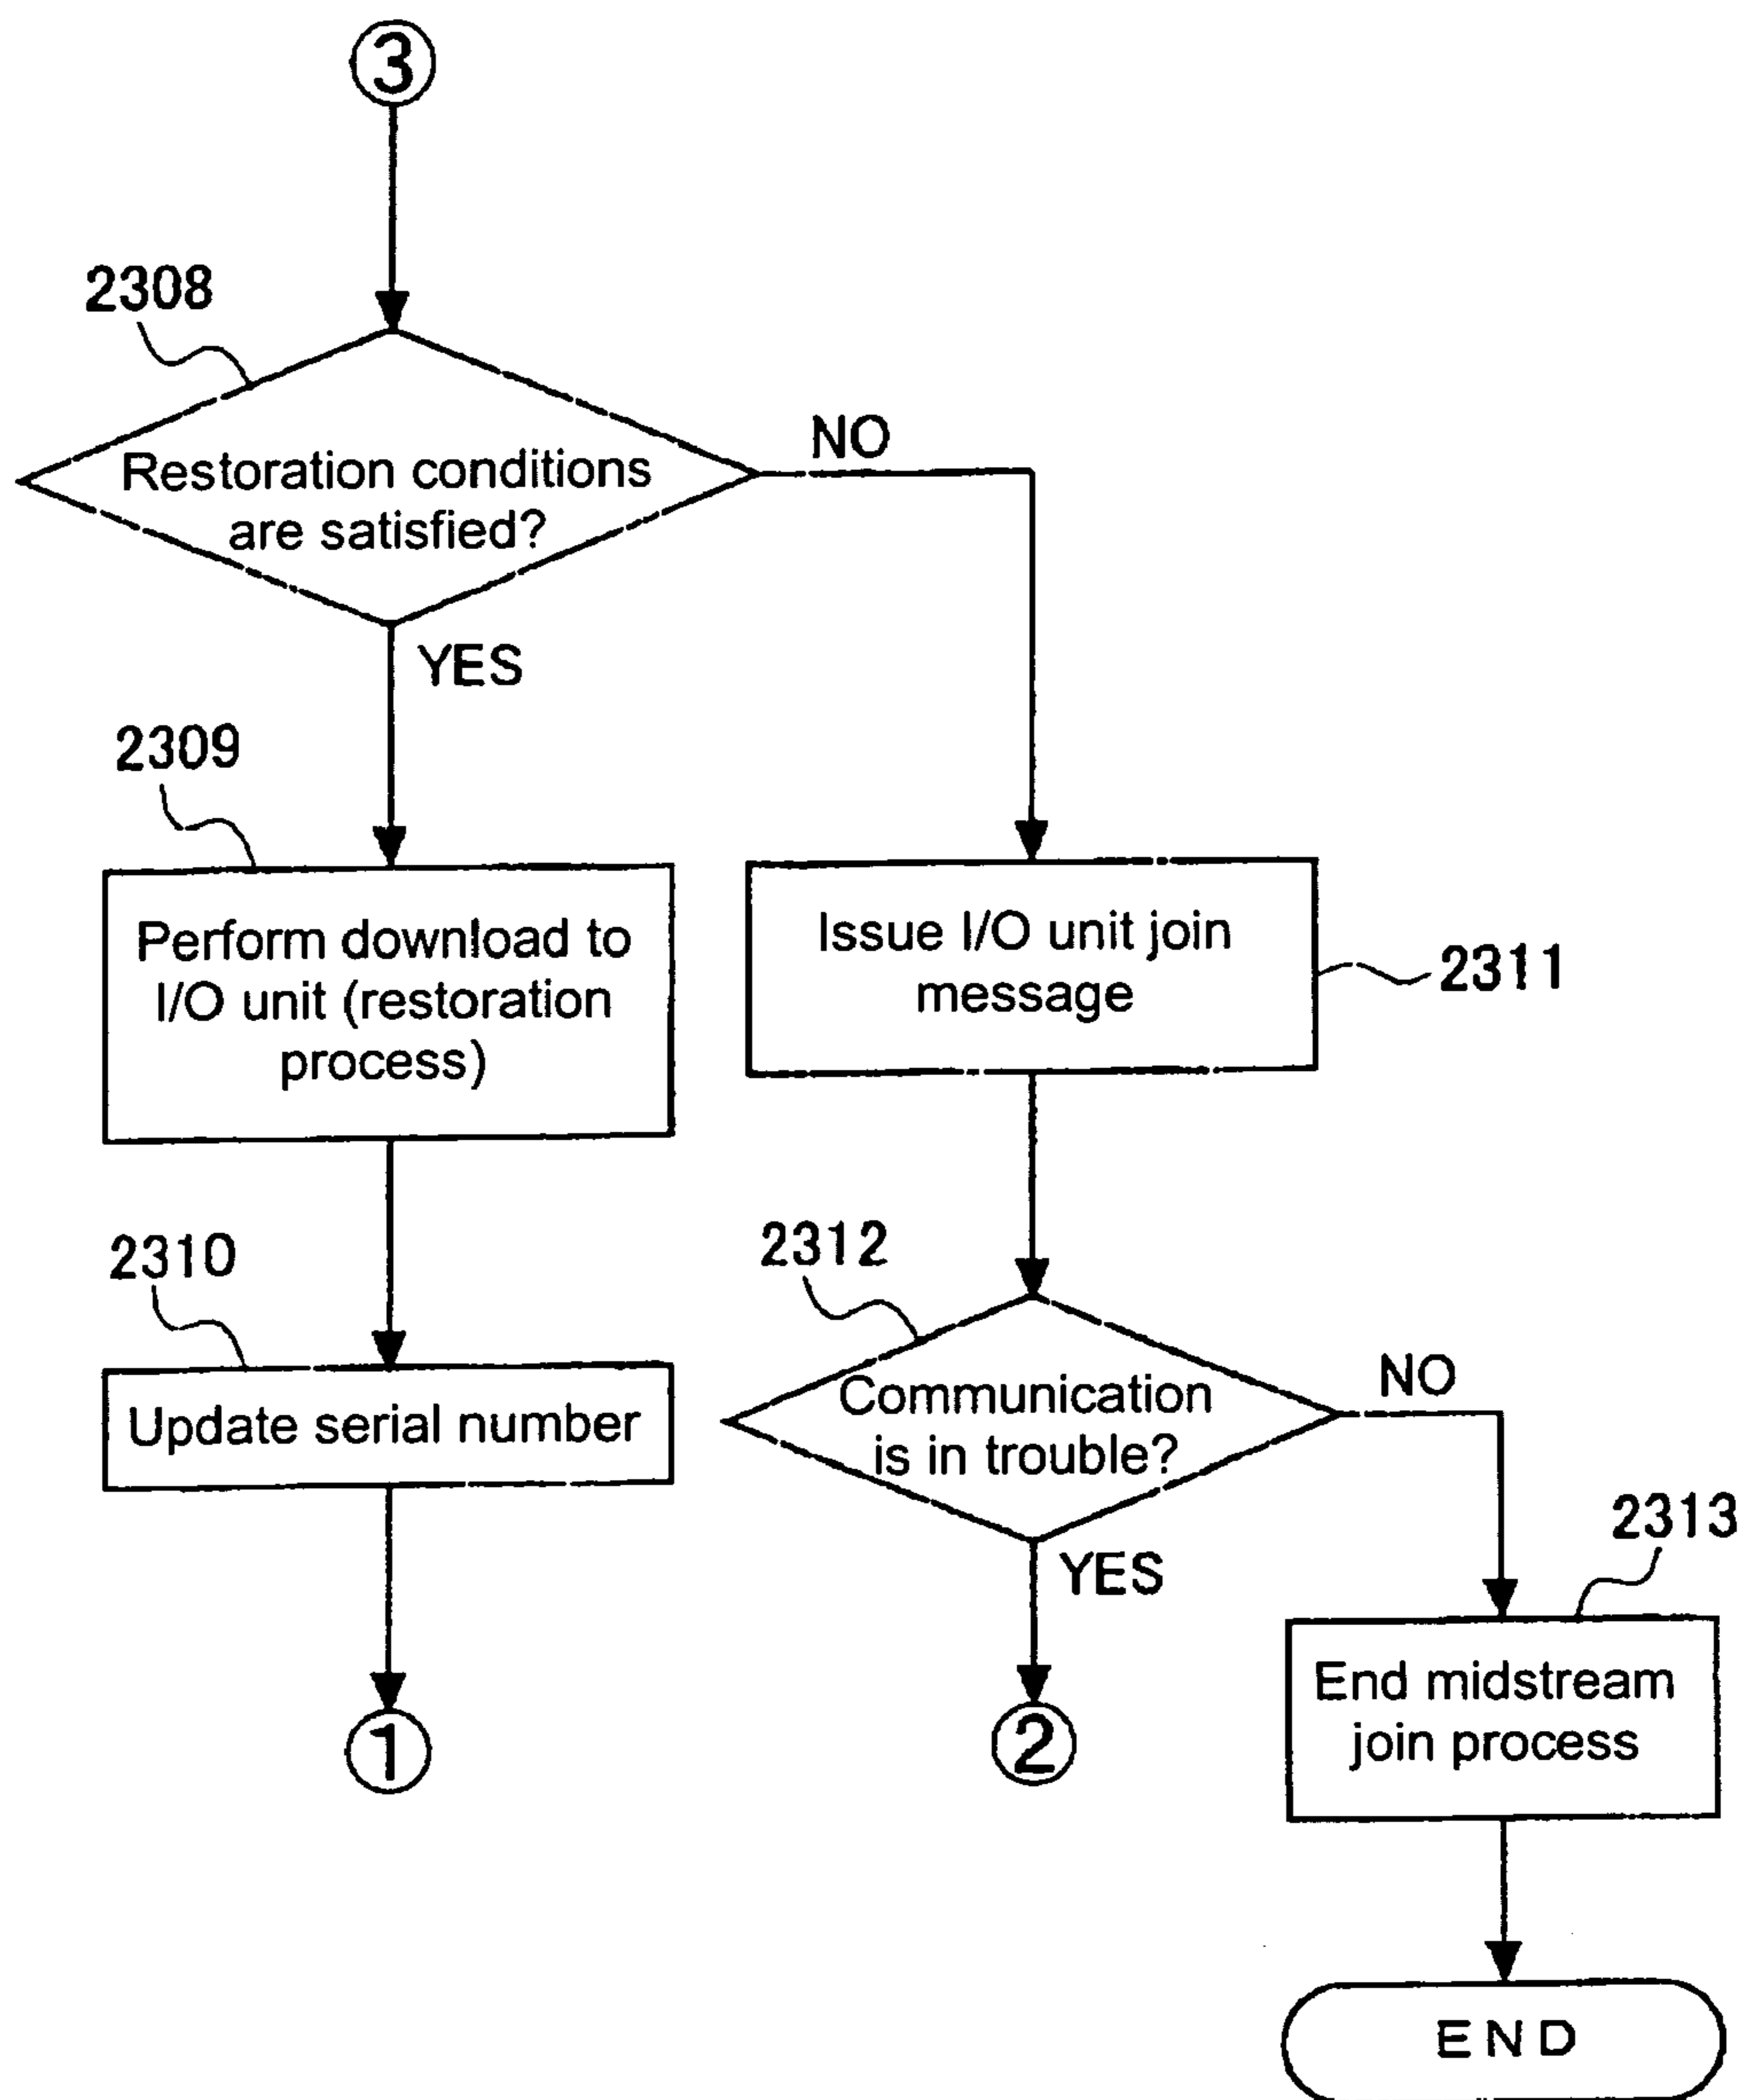 3
2308
Restoration conditions
are satisfied?
NO
YES
2309
Perform download to
I/O unit (restoration
process)
Issue I/O unit join
message
2311
2310
Update serial number
2312
Communication
is in trouble?
NO
YES
2313
End midstream
join process
1
2
END